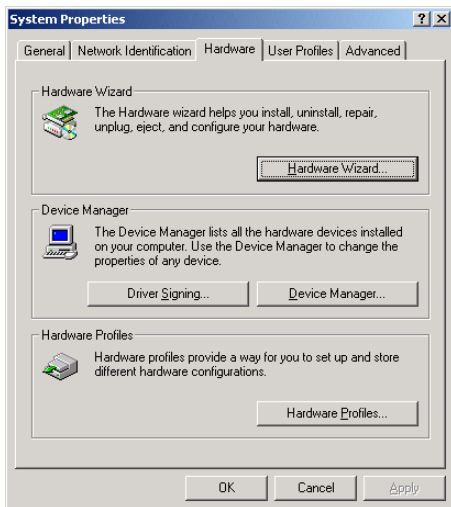 System Properties
? ×
General Network Identification Hardware User Profiles Advanced
Hardware Wizard
The Hardware wizard helps you install, uninstall, repair,
unplug, eject, and configure your hardware.
Hardware Wizard...
Device Manager
The Device Manager lists all the hardware devices installed
on your computer. Use the Device Manager to change the
properties of any device.
Driver Signing... Device Manager...
Hardware Profiles
Hardware profiles provide a way for you to set up and store
different hardware configurations.
Hardware Profiles...
OK Cancel Apply